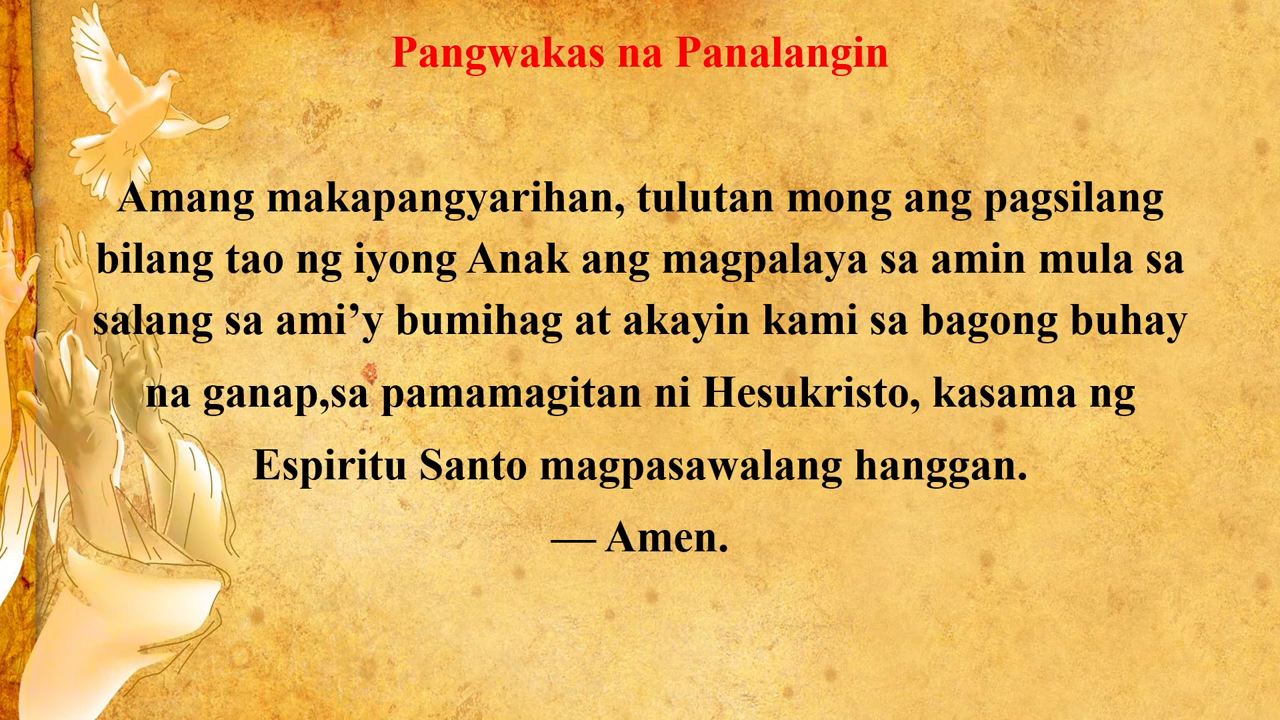 Pangwakas na Panalangin
Amang makapangyarihan, tulutan mong ang pagsilang
bilang tao ng iyong Anak ang magpalaya sa amin mula sa
salang sa ami’y bumihag at akayin kami sa bagong buhay
na ganap,sa pamamagitan ni Hesukristo, kasama ng
Espiritu Santo magpasawalang hanggan.
— Amen.